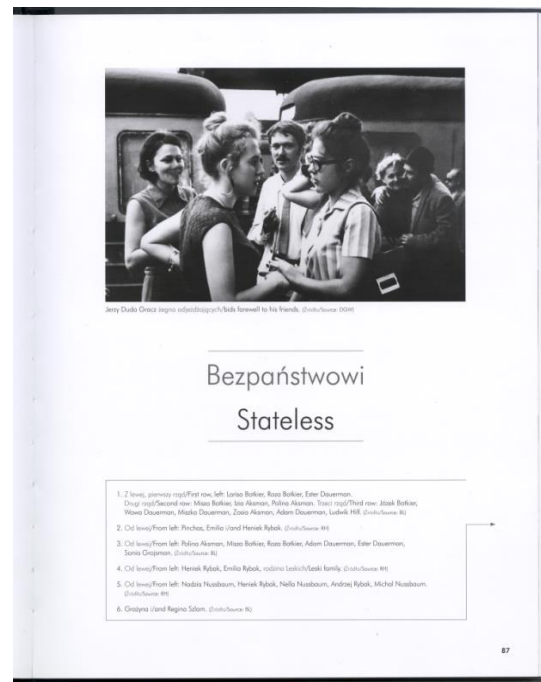 Jerzy Duda Gracz żegna odjeżdżających/bids farewell to his friends. (Źródło/Source: DGW)
Bezpaństwowi
Stateless
1. Z lewej, pierwszy rząd/First row, left: Larisa Botkier, Roza Botkier, Ester Dauerman.
Drugi rząd/Second row: Misza Botkier, Izia Aksman, Polina Aksman. Trzeci rząd/Third row: Józek Botkier,
Wowa Dauerman, Miszka Dauerman, Zosia Aksman, Adam Dauerman, Ludwik Hill. (Źródło/Source: BL)
2. Od lewej/From left: Pinchas, Emilia i/and Heniek Rybak. (Źródło/Source: RH)
3. Od lewej/From left: Polina Aksman, Misza Botkier, Roza Botkier, Adam Dauerman, Ester Dauerman,
Sonia Grojsman. (Źródło/Source: BL)
4. Od lewej/From left: Heniek Rybak, Emilia Rybak, rodzina Leskich/Leski family. (Źródło/Source: RH)
5. Od lewej/From left: Nadzia Nussbaum, Heniek Rybak, Nella Nussbaum, Andrzej Rybak, Michał Nussbaum.
(Źródło/Source: RH)
6. Grażyna i/and Regina Szlam. (Źródło/Source: BL)
87